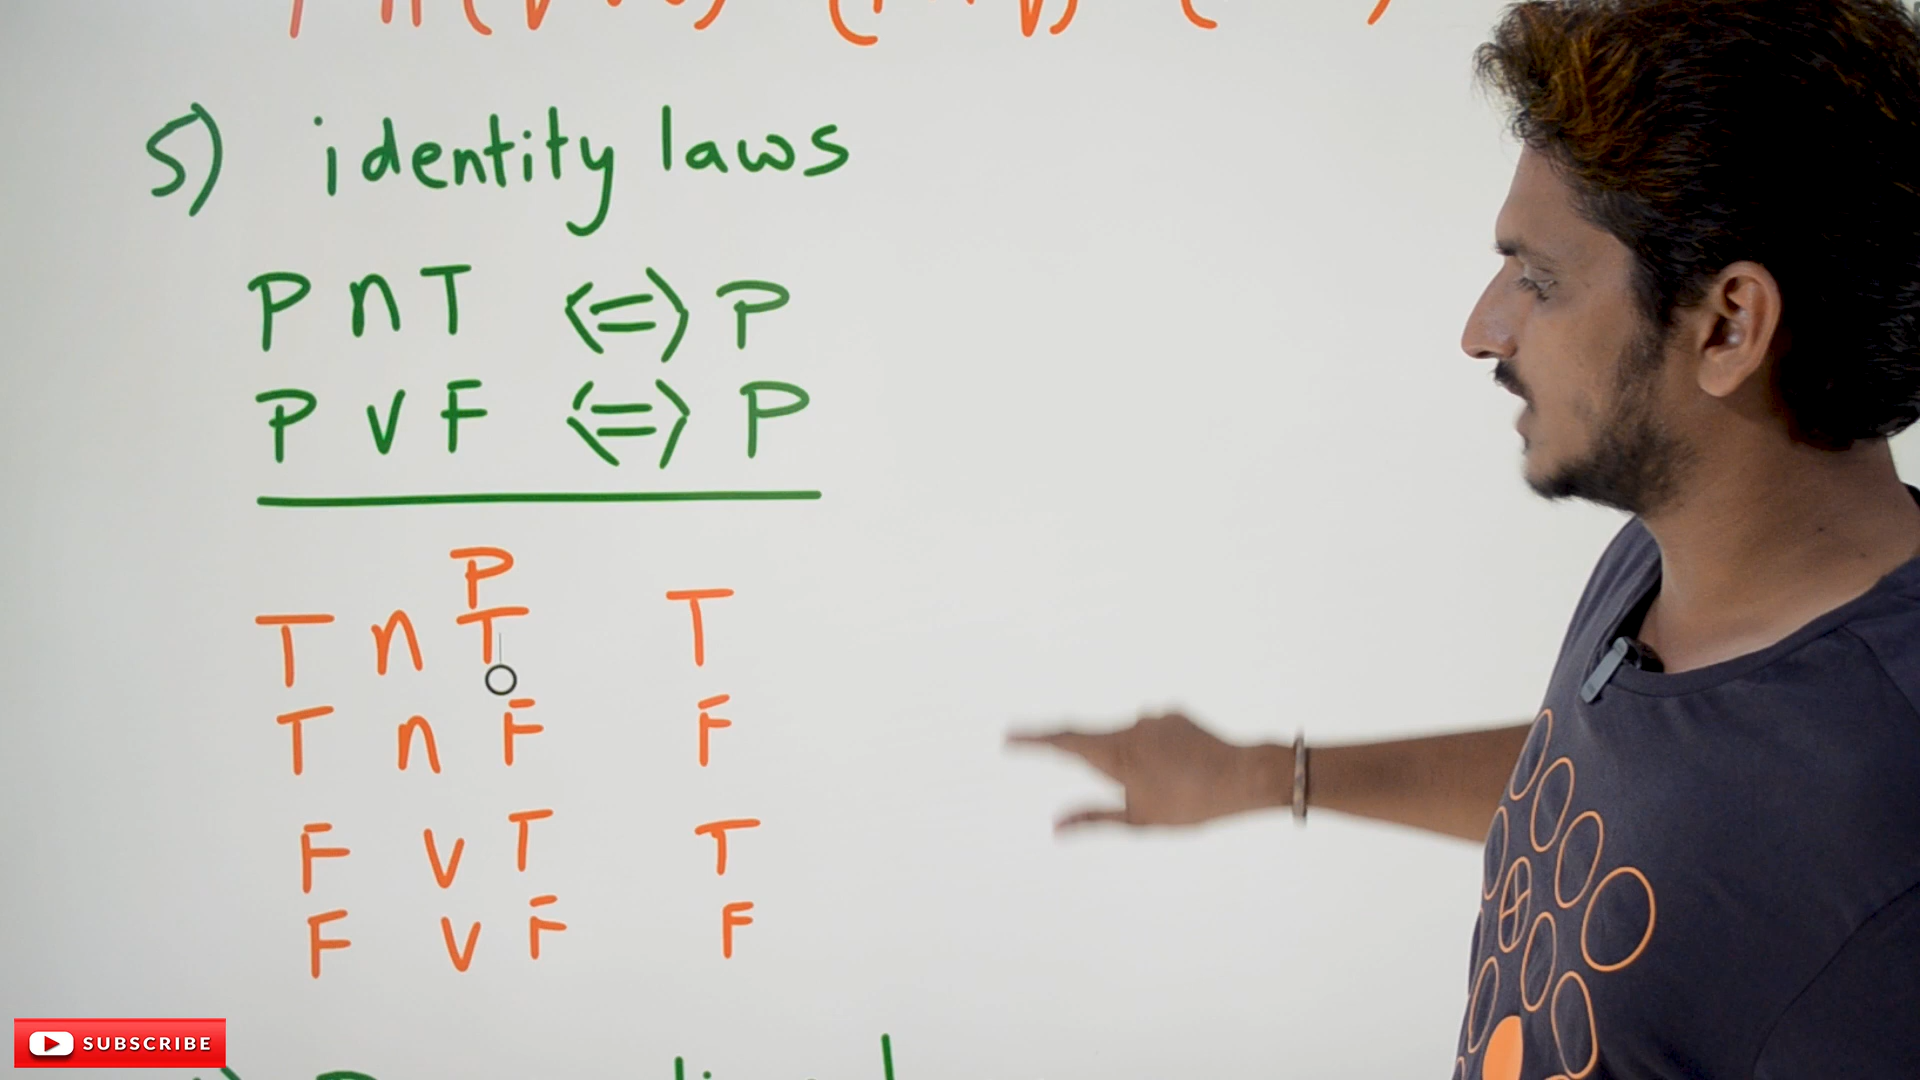 5) identity laws
P n T <=> P
P v F <=> P
P
T n T T
T n F F
F v T T
F v F F
SUBSCRIBE